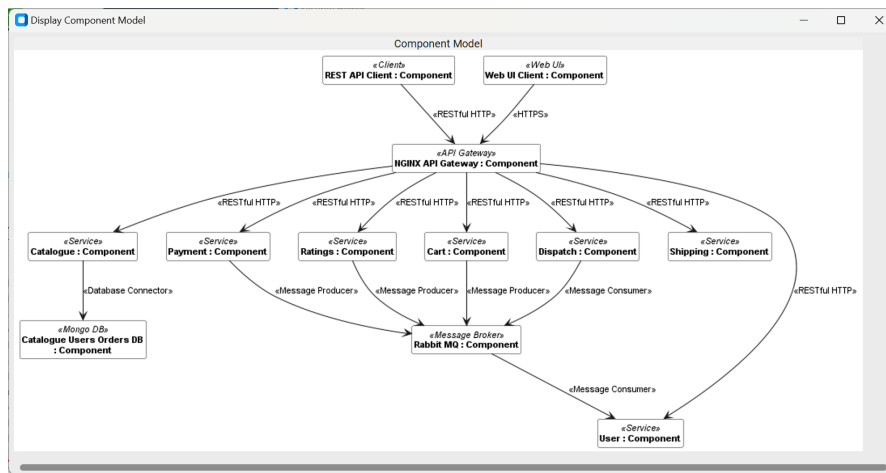 Display Component Model
Component Model
«Client»
REST API Client : Component
«Web UI»
Web UI Client : Component
«RESTful HTTP»
«HTTPS»
«API Gateway»
NGINX API Gateway : Component
«RESTful HTTP»
«RESTful HTTP»
«RESTful HTTP»
«RESTful HTTP»
«RESTful HTTP»
«RESTful HTTP»
«Service»
Catalogue : Component
«Service»
Payment : Component
«Service»
Ratings : Component
«Service»
Cart : Component
«Service»
Dispatch : Component
«Service»
Shipping : Component
«Database Connector»
«Message Producer»
«Message Producer»
«Message Producer»
«Message Consumer»
«RESTful HTTP»
«Mongo DB»
Catalogue Users Orders DB
: Component
«Message Broker»
Rabbit MQ : Component
«Message Consumer»
«Service»
User : Component